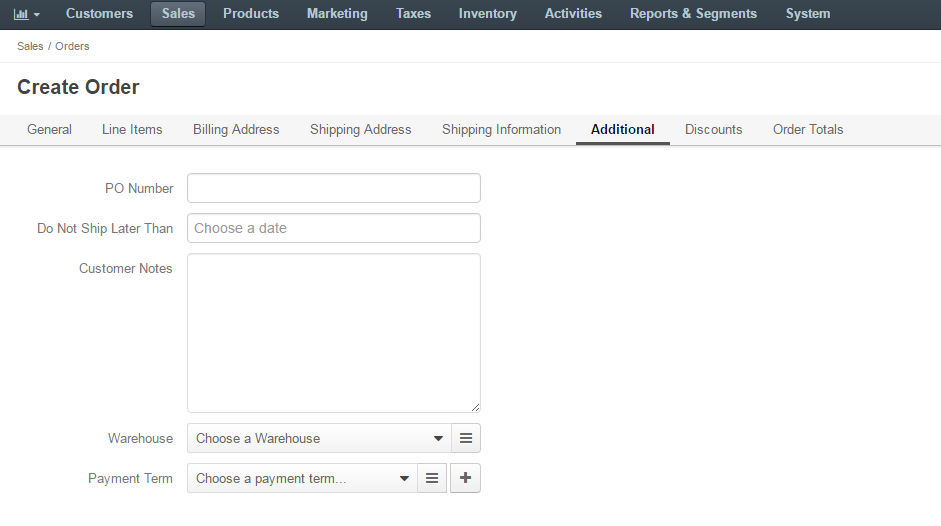 Customers Sales Products Marketing Taxes Inventory Activities Reports & Segments System
Sales / Orders
Create Order
General Line Items Billing Address Shipping Address Shipping Information Additional Discounts Order Totals
PO Number
Do Not Ship Later Than Choose a date
Customer Notes
Warehouse Choose a Warehouse
Payment Term Choose a payment term...